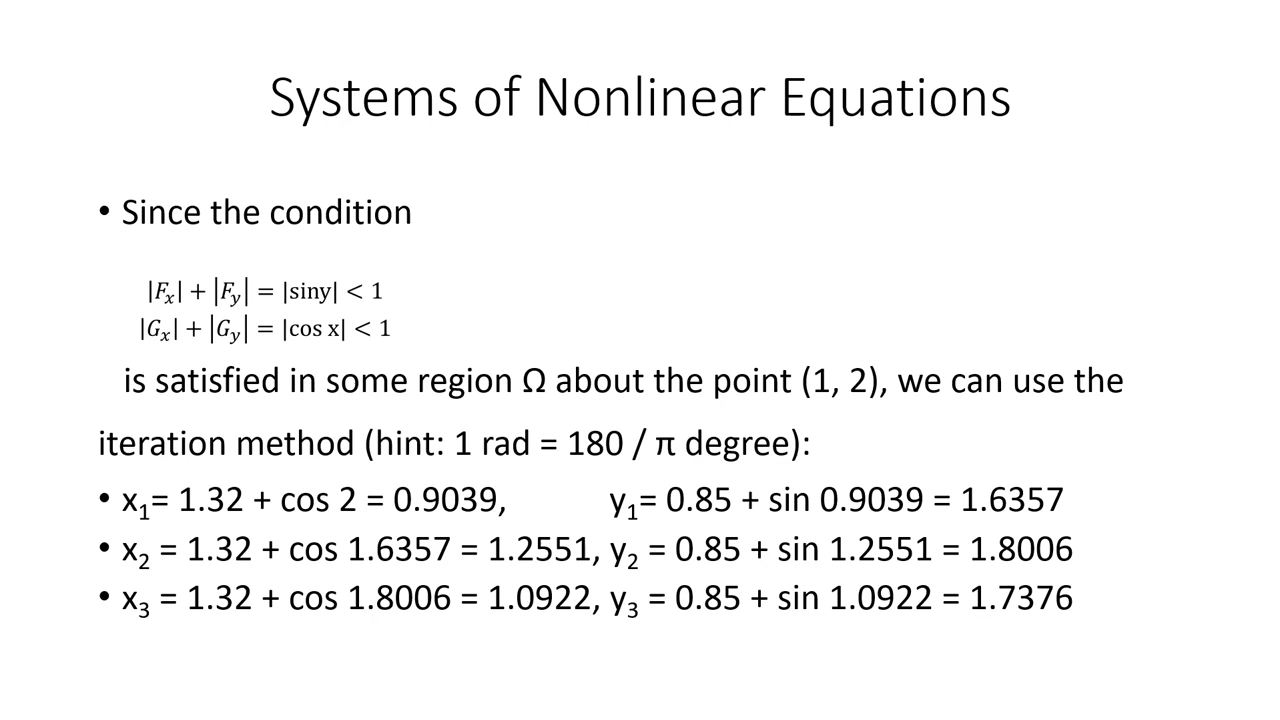 Systems of Nonlinear Equations
• Since the condition
|Fₓ| + |F_y| = |siny| < 1
|Gₓ| + |G_y| = |cos x| < 1
is satisfied in some region Ω about the point (1, 2), we can use the
iteration method (hint: 1 rad = 180 / π degree):
• x₁= 1.32 + cos 2 = 0.9039, y₁= 0.85 + sin 0.9039 = 1.6357
• x₂ = 1.32 + cos 1.6357 = 1.2551, y₂ = 0.85 + sin 1.2551 = 1.8006
• x₃ = 1.32 + cos 1.8006 = 1.0922, y₃ = 0.85 + sin 1.0922 = 1.7376